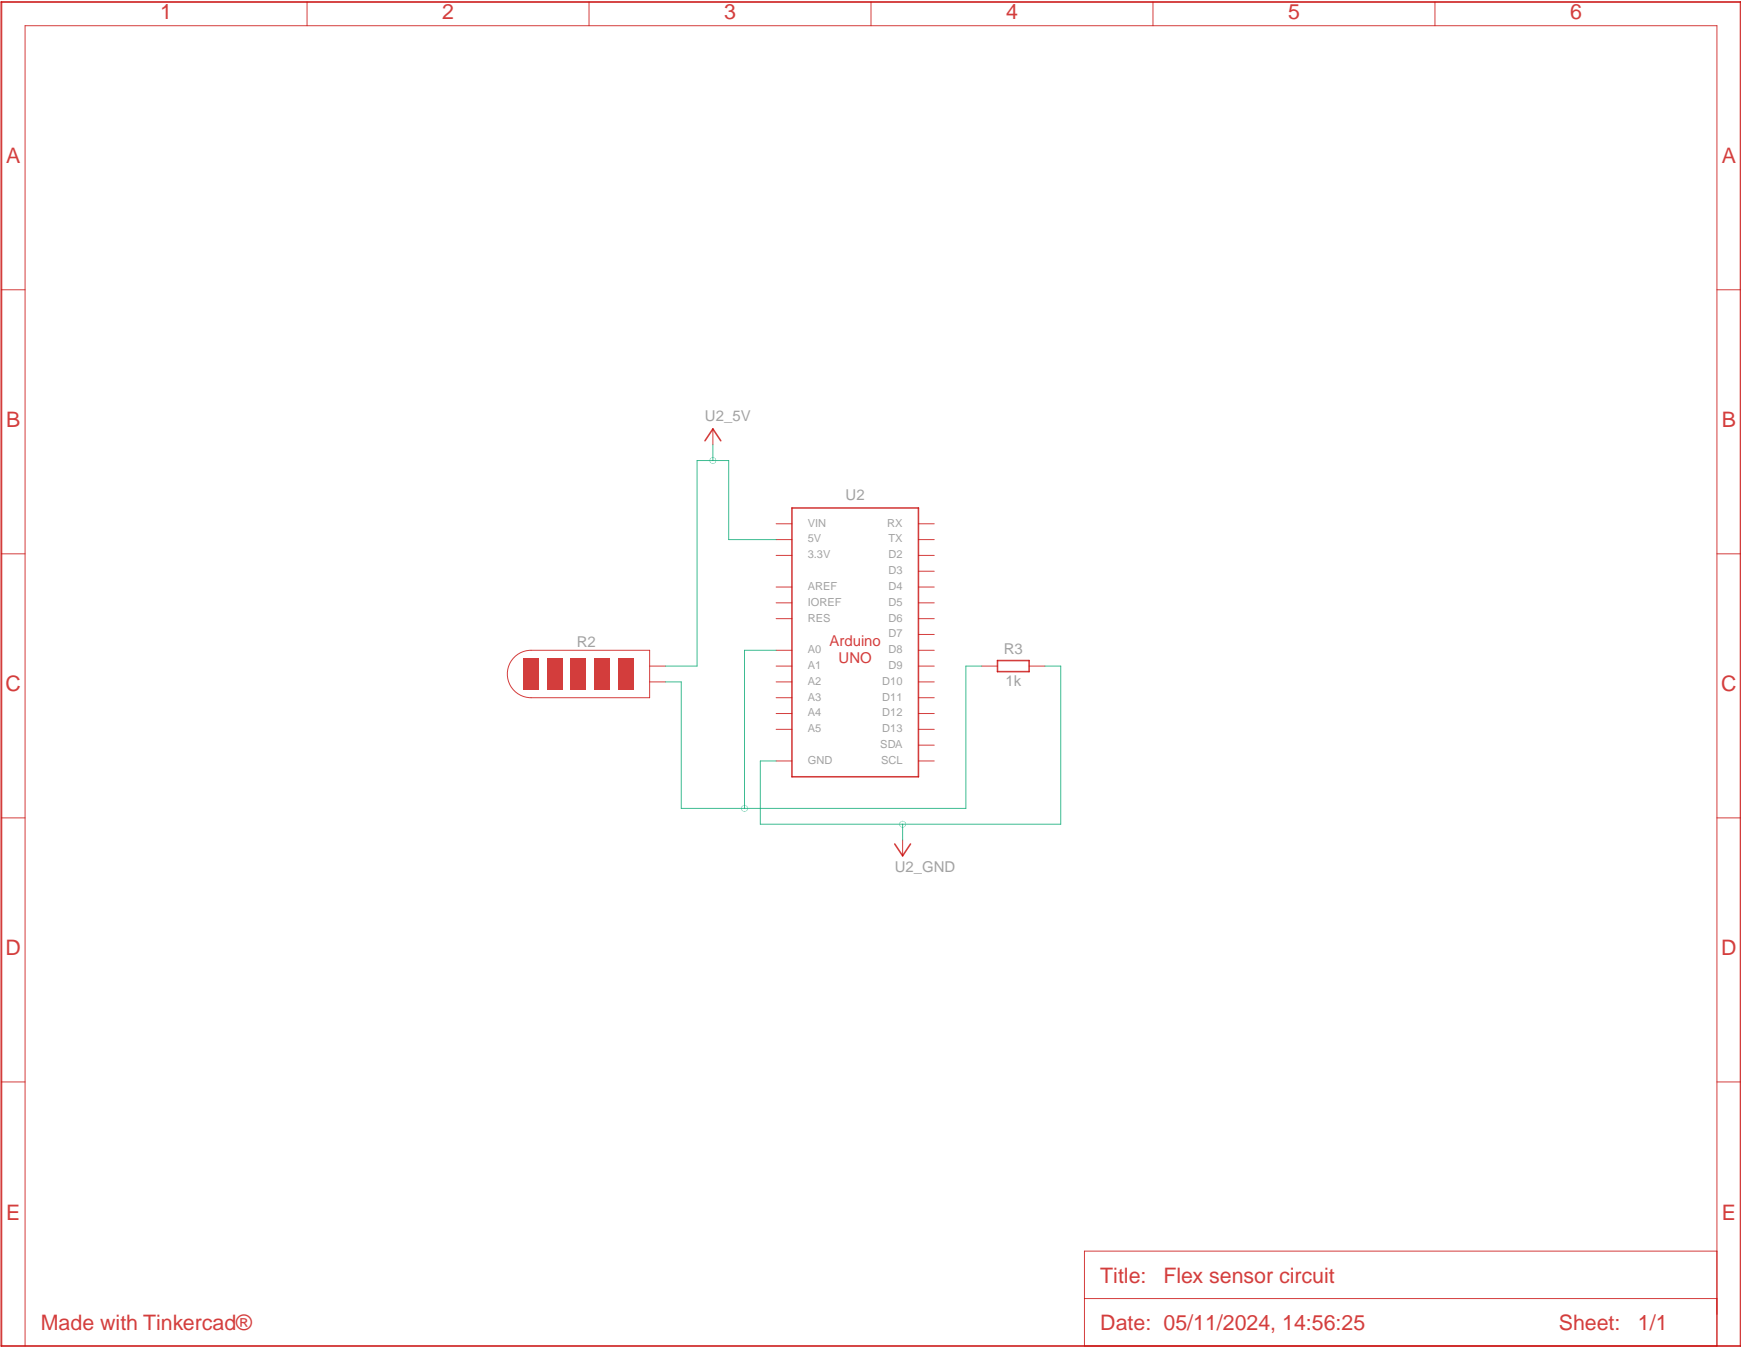 1 2 3 4 5 6
A A
B B
U2_5V
U2
VIN RX
5V TX
3.3V D2
D3
AREF D4
IOREF D5
RES D6
D7
Arduino
UNO
A0 D8
A1 D9
A2 D10
A3 D11
A4 D12
A5 D13
SDA
GND SCL
R2
R3
1k
C C
U2_GND
D D
E E
Title: Flex sensor circuit
Made with Tinkercad®
Date: 05/11/2024, 14:56:25 Sheet: 1/1